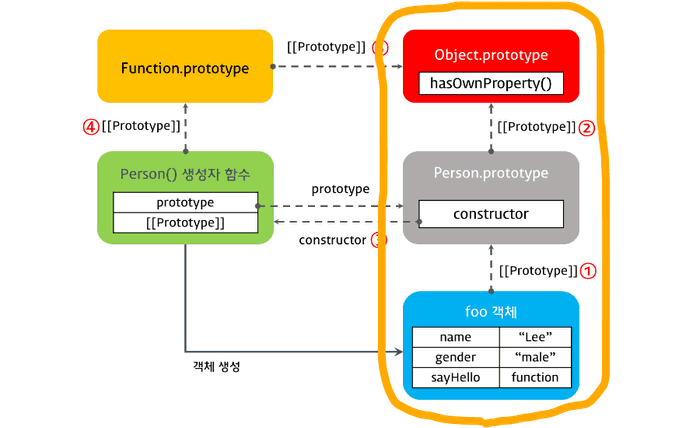 Function.prototype
[[Prototype]]
Object.prototype
hasOwnProperty()
④ [[Prototype]]
[[Prototype]] ②
Person() 생성자 함수
prototype
[[Prototype]]
prototype
constructor ③
Person.prototype
constructor
[[Prototype]] ①
foo 객체
name “Lee”
gender “male”
sayHello function
객체 생성